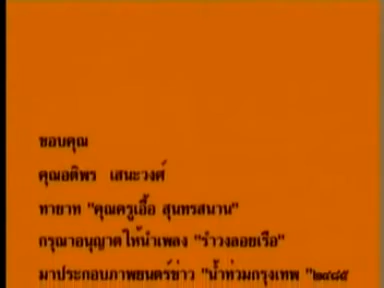 ขอบคุณ
คุณอติพร เสนะวงศ์
ทายาท "คุณครูเอื้อ สุนทรสนาน"
กรุณาอนุญาตให้นำเพลง "รำวงลอยเรือ"
มาประกอบภาพยนตร์ข่าว "น้ำท่วมกรุงเทพ "๒๔๘๕